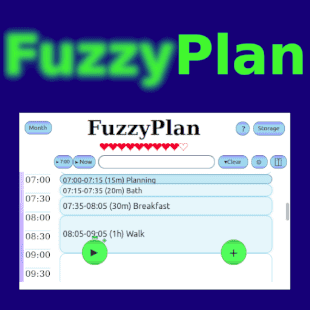 FuzzyPlan
Month
FuzzyPlan
?
Storage
Now
▾Clear
07:00
07:00-07:15 (15m) Planning
07:15-07:35 (20m) Bath
07:30
07:35-08:05 (30m) Breakfast
08:00
08:30
08:05-09:05 (1h) Walk
09:00
+
09:30